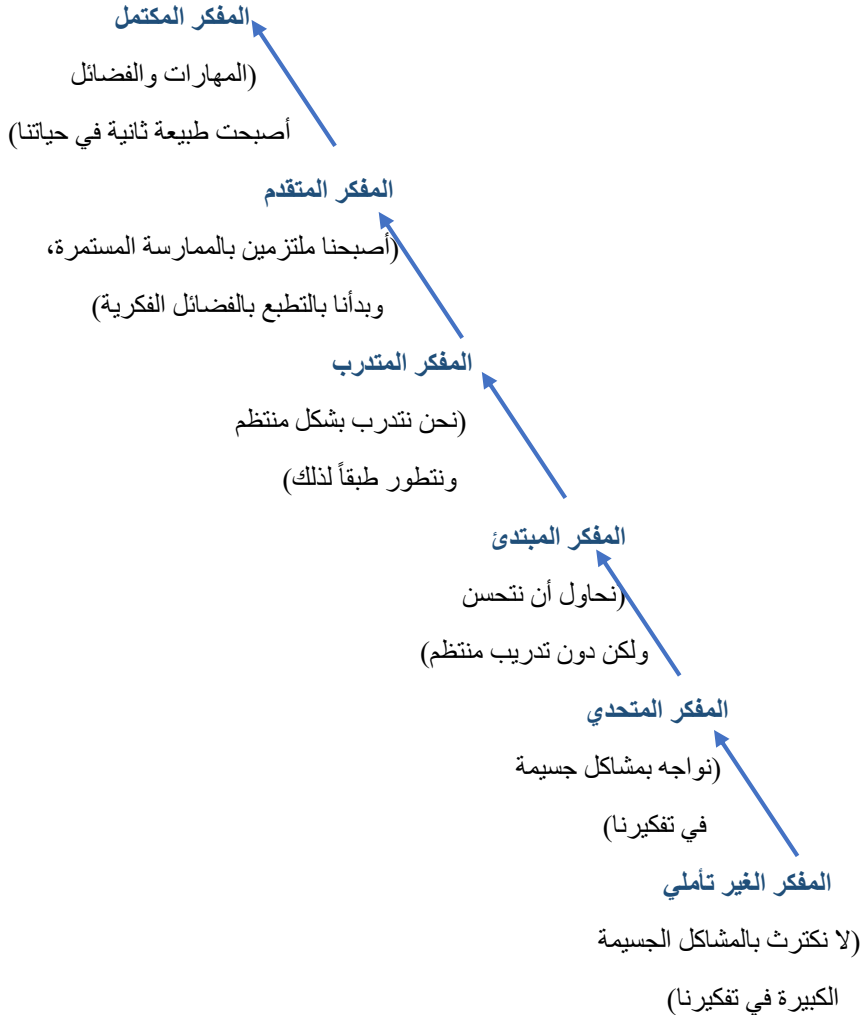 المفكر المكتمل
(المهارات والفضائل
أصبحت طبيعة ثانية في حياتنا)
المفكر المتقدم
(أصبحنا ملتزمين بالممارسة المستمرة،
وبدأنا بالتطبع بالفضائل الفكرية)
المفكر المتدرب
(نحن نتدرب بشكل منتظم
ونتطور طبقاً لذلك)
المفكر المبتدئ
(نحاول أن نتحسن
ولكن دون تدريب منتظم)
المفكر المتحدي
(نواجه بمشاكل جسيمة
في تفكيرنا)
المفكر الغير تأملي
(لا نكترث بالمشاكل الجسيمة
الكبيرة في تفكيرنا)